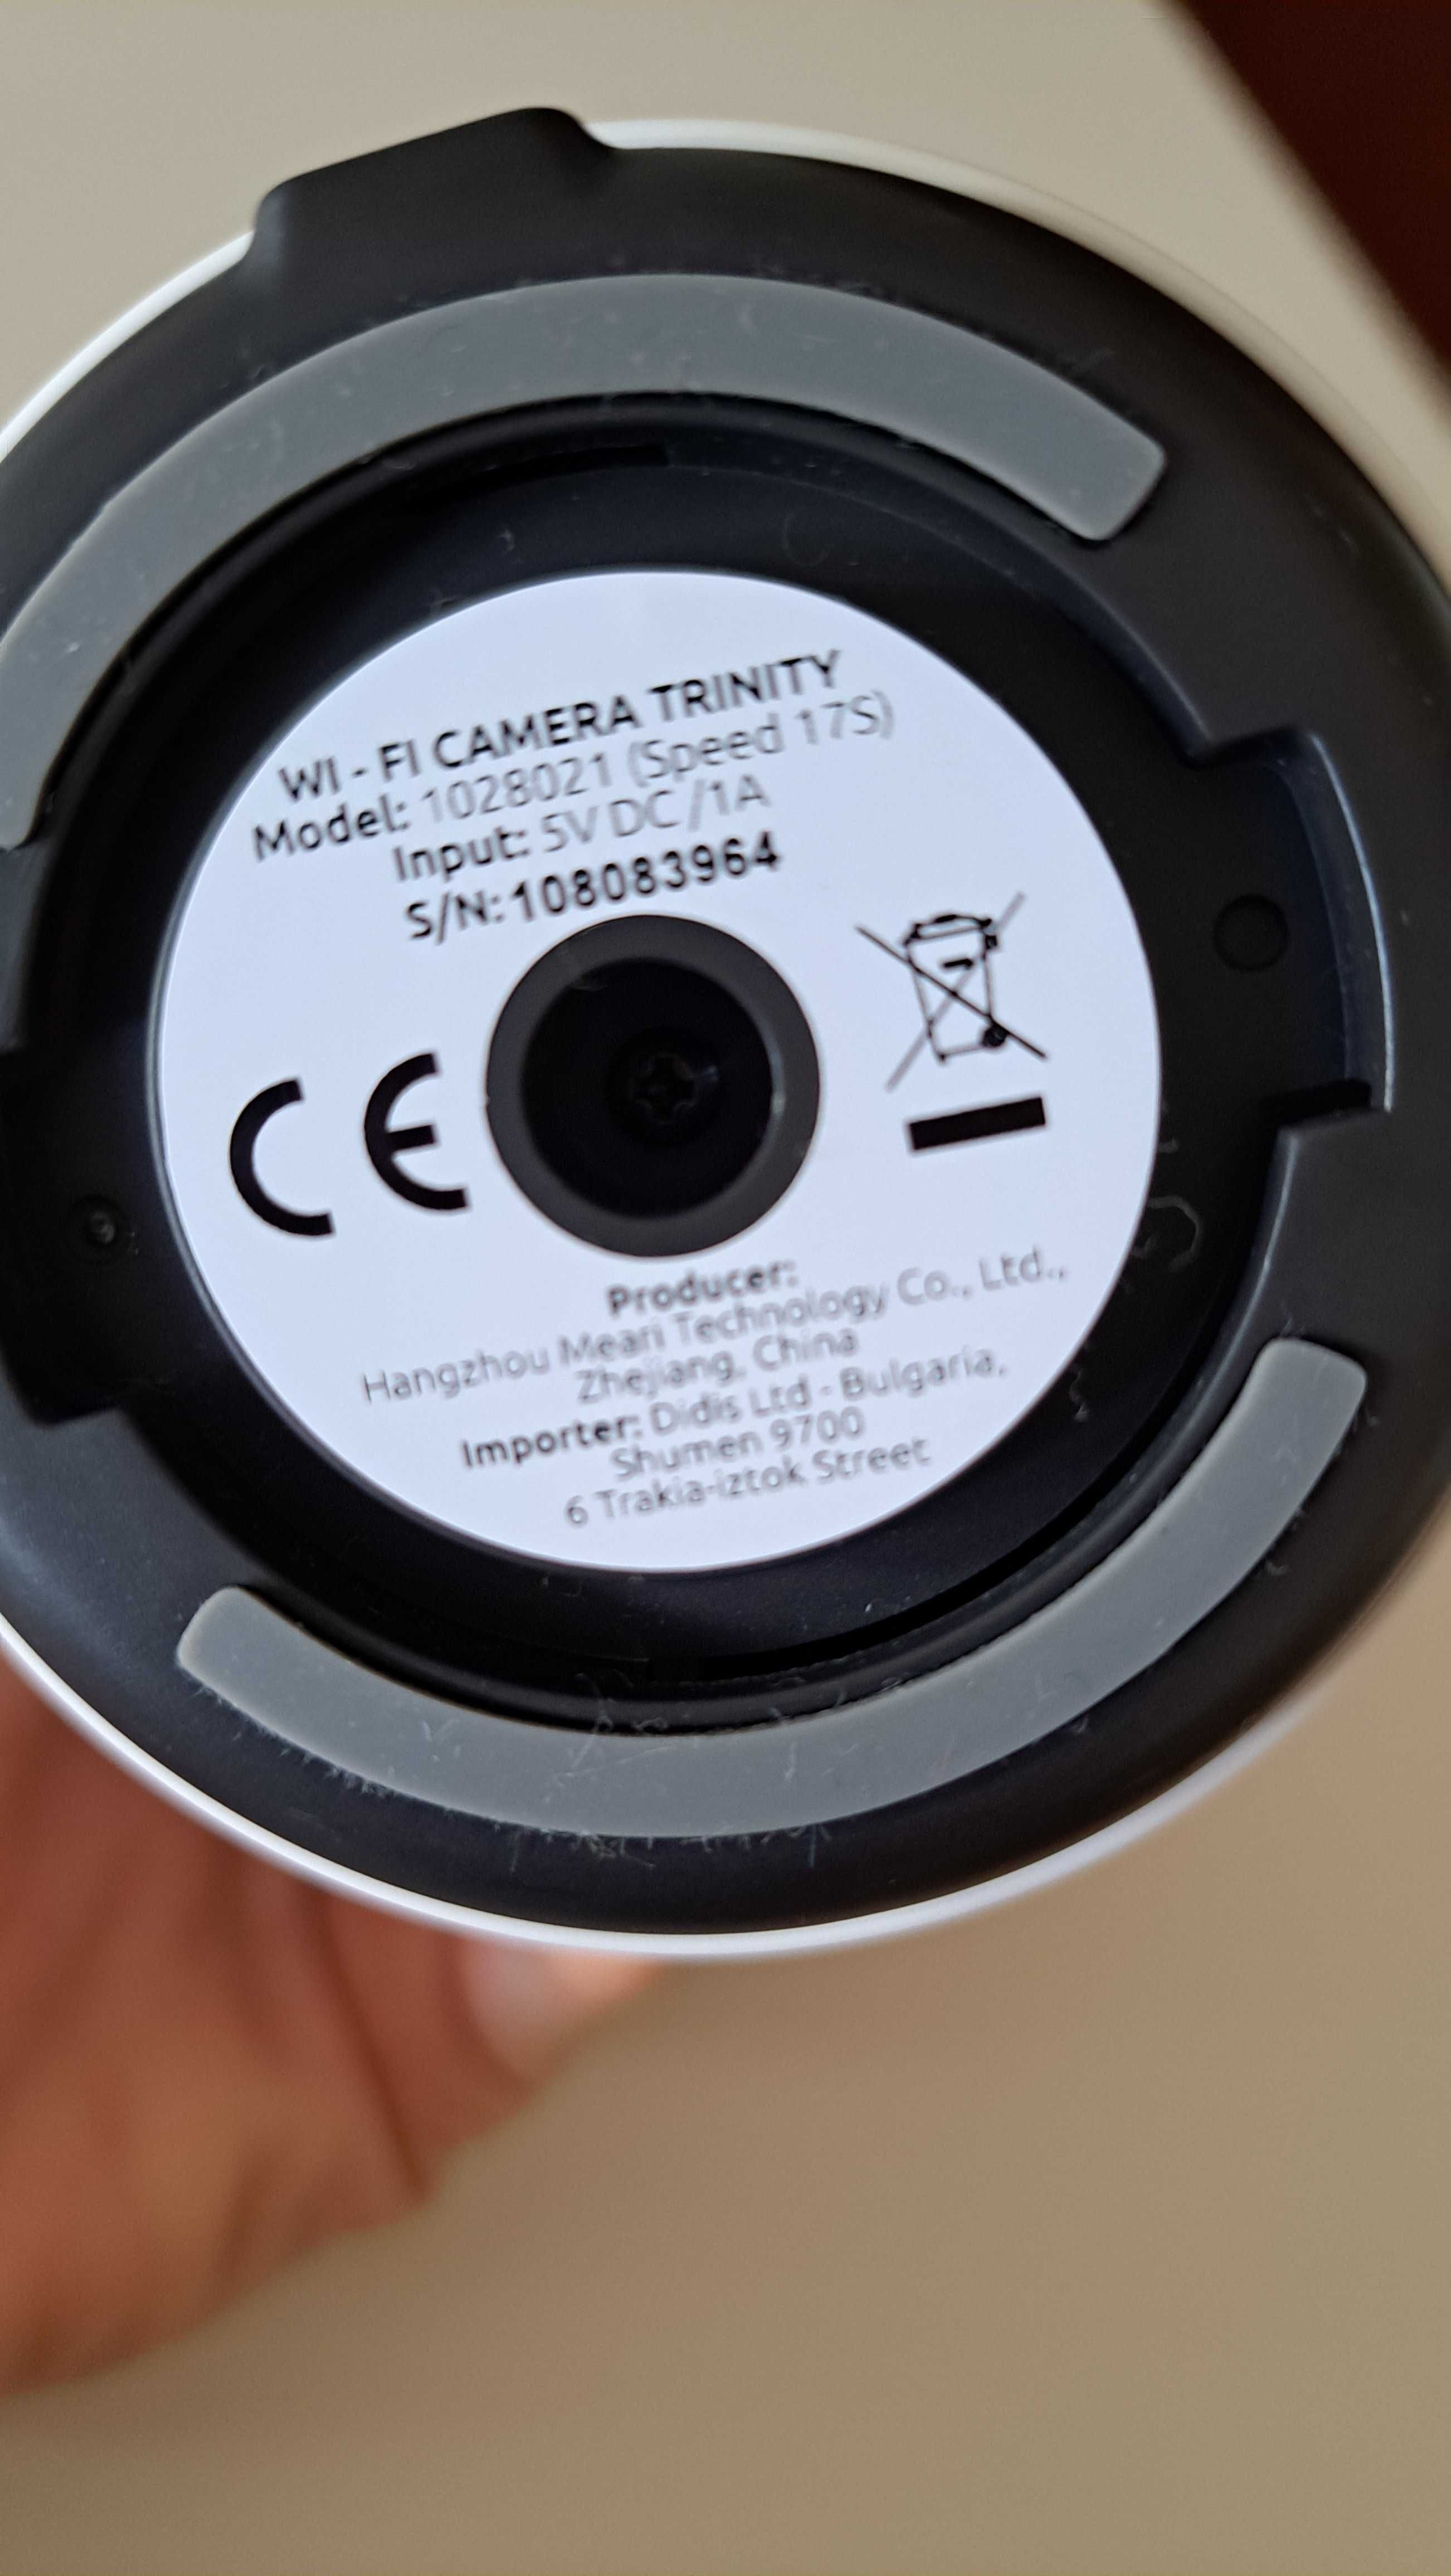 WI - FI CAMERA TRINITY
Model: 1028021 (Speed 17S)
Input: 5V DC/1A
S/N: 108083964
CE
Producer:
Hangzhou Meari Technology Co., Ltd.,
Zhejiang, China
Importer: Didis Ltd - Bulgaria,
Shumen 9700
6 Trakia-iztok Street